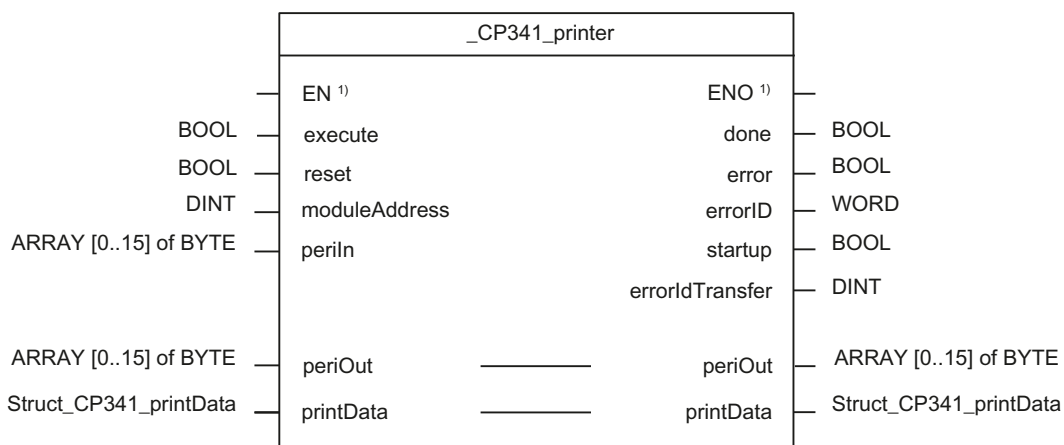 _CP341_printer
EN 1) ENO 1)
BOOL execute done BOOL
BOOL reset error BOOL
DINT moduleAddress errorID WORD
ARRAY [0..15] of BYTE periIn startup BOOL
errorIdTransfer DINT
ARRAY [0..15] of BYTE periOut periOut ARRAY [0..15] of BYTE
Struct_CP341_printData printData printData Struct_CP341_printData